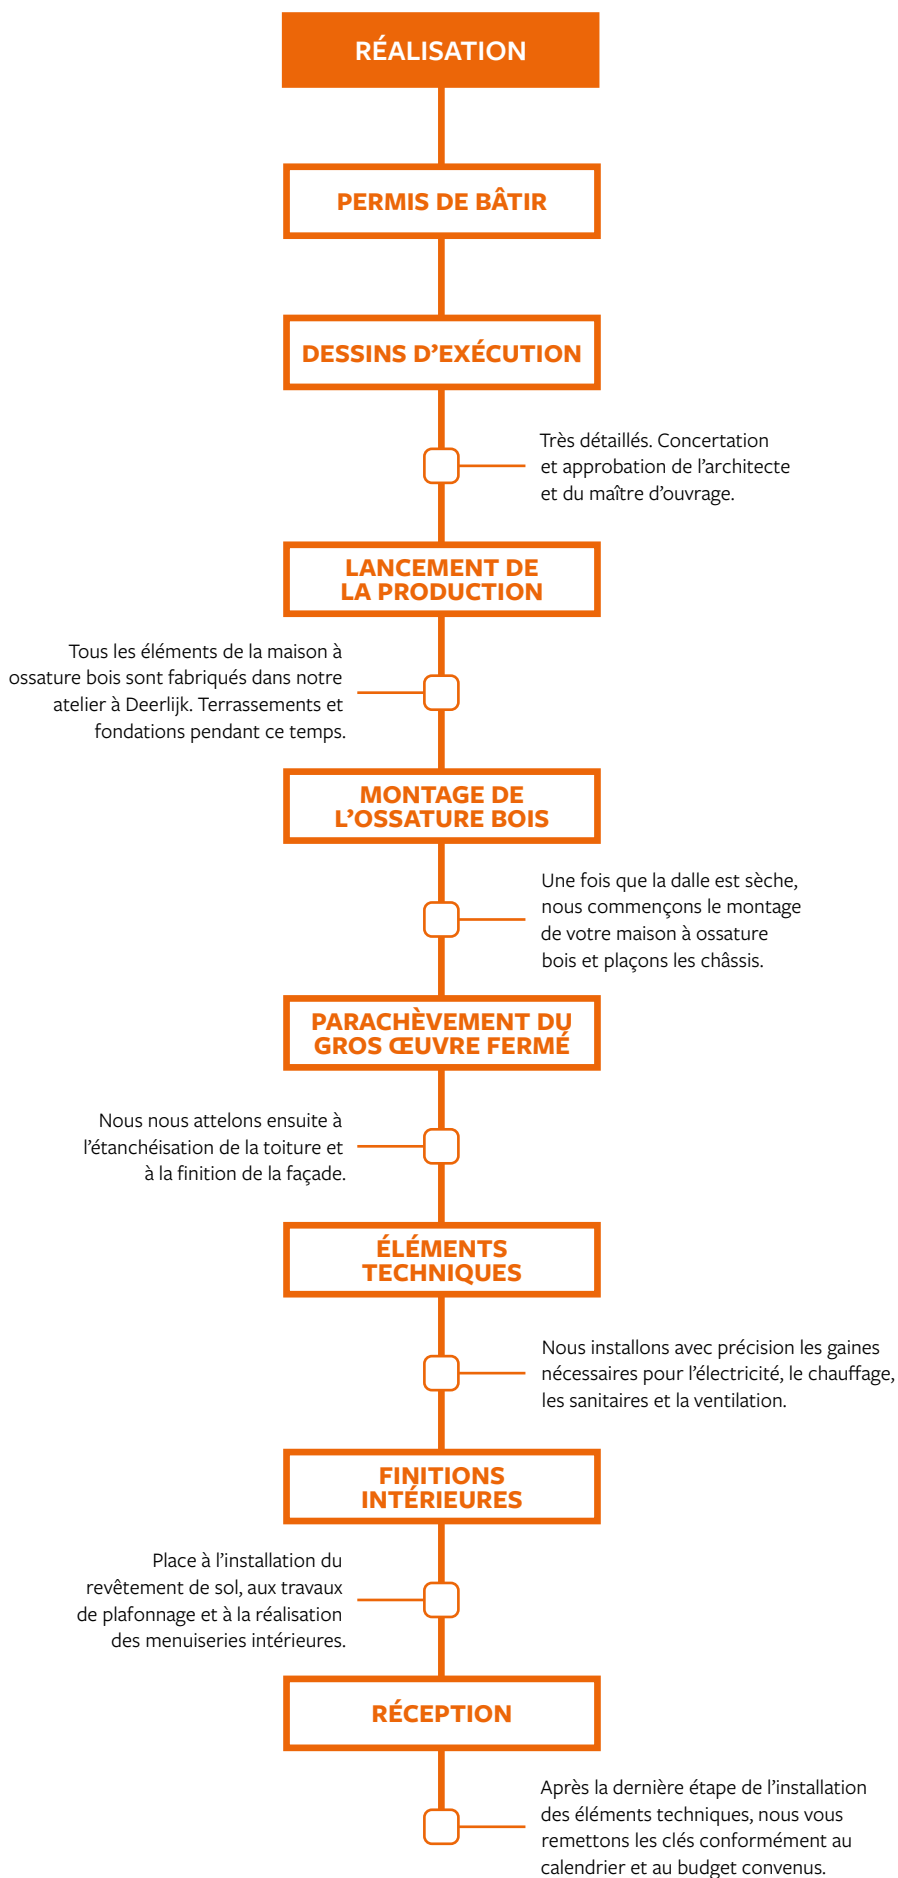 RÉALISATION
PERMIS DE BÂTIR
DESSINS D’EXÉCUTION
Très détaillés. Concertation
et approbation de l’architecte
et du maître d’ouvrage.
LANCEMENT DE
LA PRODUCTION
Tous les éléments de la maison à
ossature bois sont fabriqués dans notre
atelier à Deerlijk. Terrassements et
fondations pendant ce temps.
MONTAGE DE
L’OSSATURE BOIS
Une fois que la dalle est sèche,
nous commençons le montage
de votre maison à ossature
bois et plaçons les châssis.
PARACHÈVEMENT DU
GROS ŒUVRE FERMÉ
Nous nous attelons ensuite à
l’étanchéisation de la toiture et
à la finition de la façade.
ÉLÉMENTS
TECHNIQUES
Nous installons avec précision les gaines
nécessaires pour l’électricité, le chauffage,
les sanitaires et la ventilation.
FINITIONS
INTÉRIEURES
Place à l’installation du
revêtement de sol, aux travaux
de plafonnage et à la réalisation
des menuiseries intérieures.
RÉCEPTION
Après la dernière étape de l’installation
des éléments techniques, nous vous
remettons les clés conformément au
calendrier et au budget convenus.